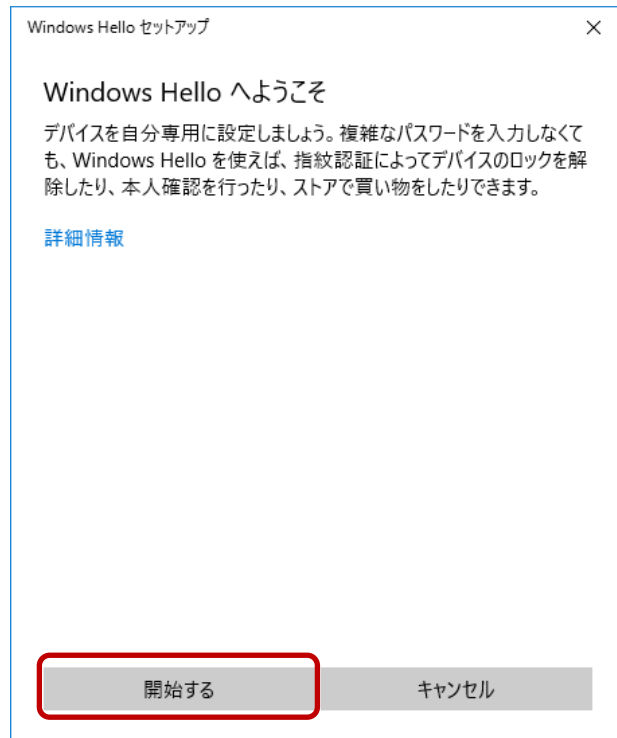 Windows Hello セットアップ
Windows Hello へようこそ
デバイスを自分専用に設定しましょう。複雑なパスワードを入力しなくて
も、Windows Hello を使えば、指紋認証によってデバイスのロックを解
除したり、本人確認を行ったり、ストアで買い物をしたりできます。
詳細情報
開始する
キャンセル